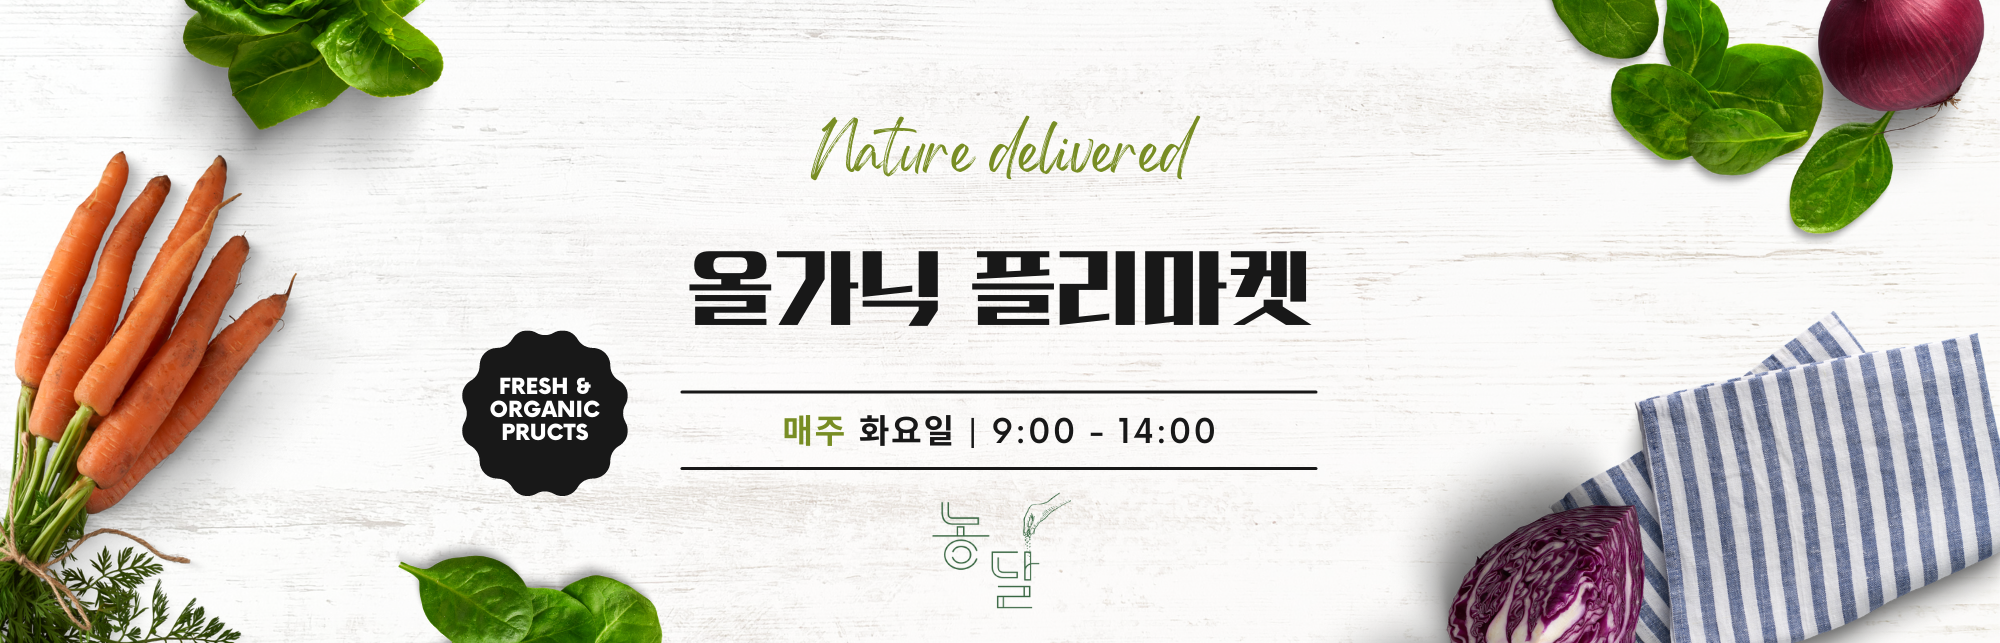 Nature delivered
올가닉 플리마켓
FRESH &
ORGANIC
PRUCTS
매주 화요일 | 9:00 - 14:00
농
달